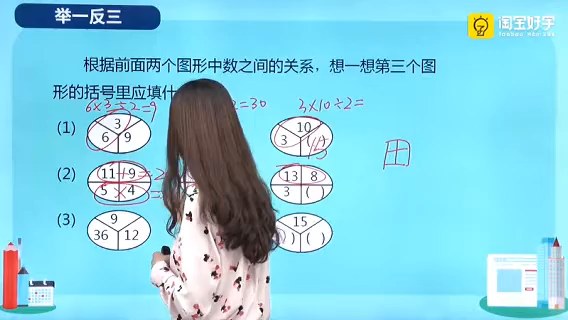 举一反三
淘宝好学
根据前面两个图形中数之间的关系，想一想第三个图
形的括号里应填什
6×3÷2=9
2=30
3×10÷2=
(1)
3
6 9
10
3 ( )
15
(2)
11 9
5 4
13 8
3 ( )
(3)
9
36 12
15
) ( )